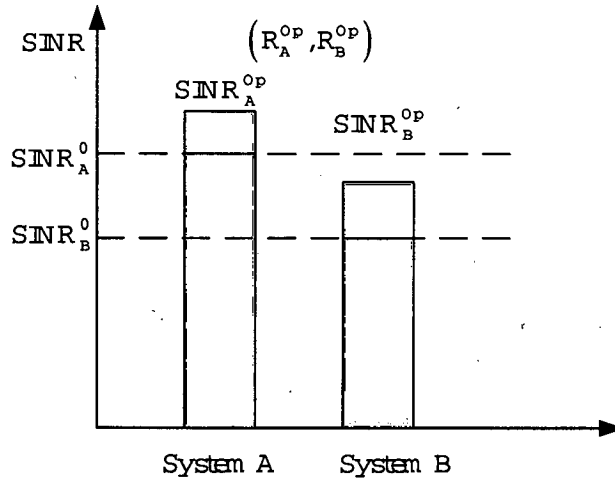 SINR
(R_A^Op, R_B^Op)
SINR_A^Op
SINR_B^Op
SINR_A^0
SINR_B^0
System A
System B